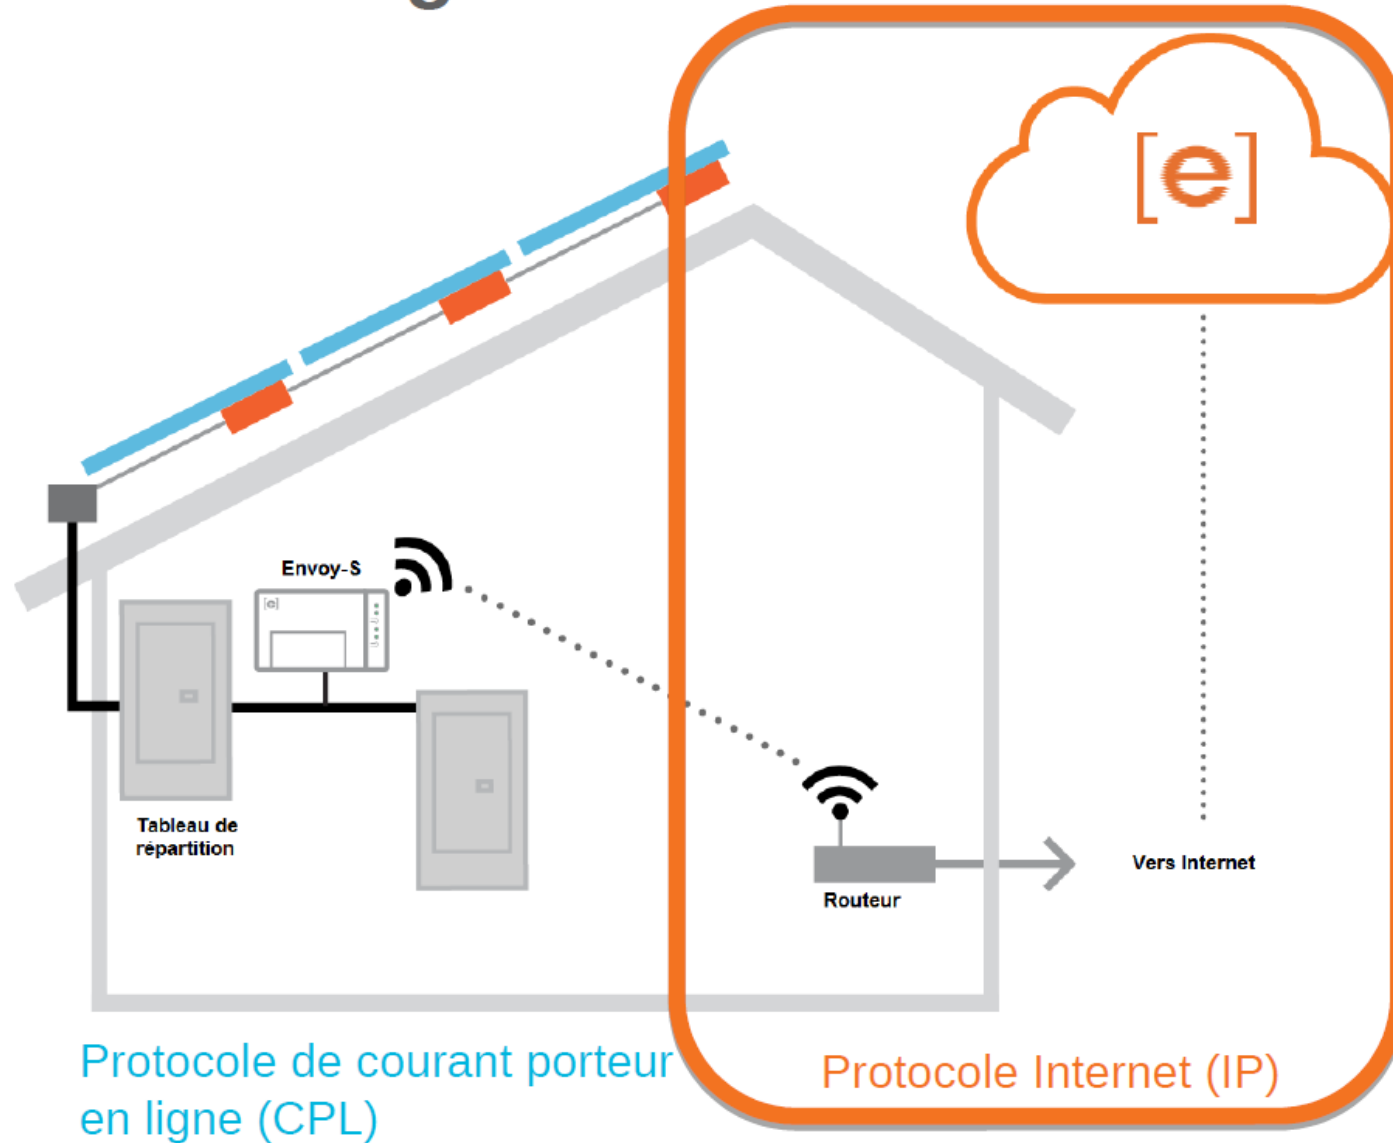 [e]
Envoy-S
[e]
Tableau de
répartition
Routeur
Vers Internet
Protocole de courant porteur
en ligne (CPL)
Protocole Internet (IP)